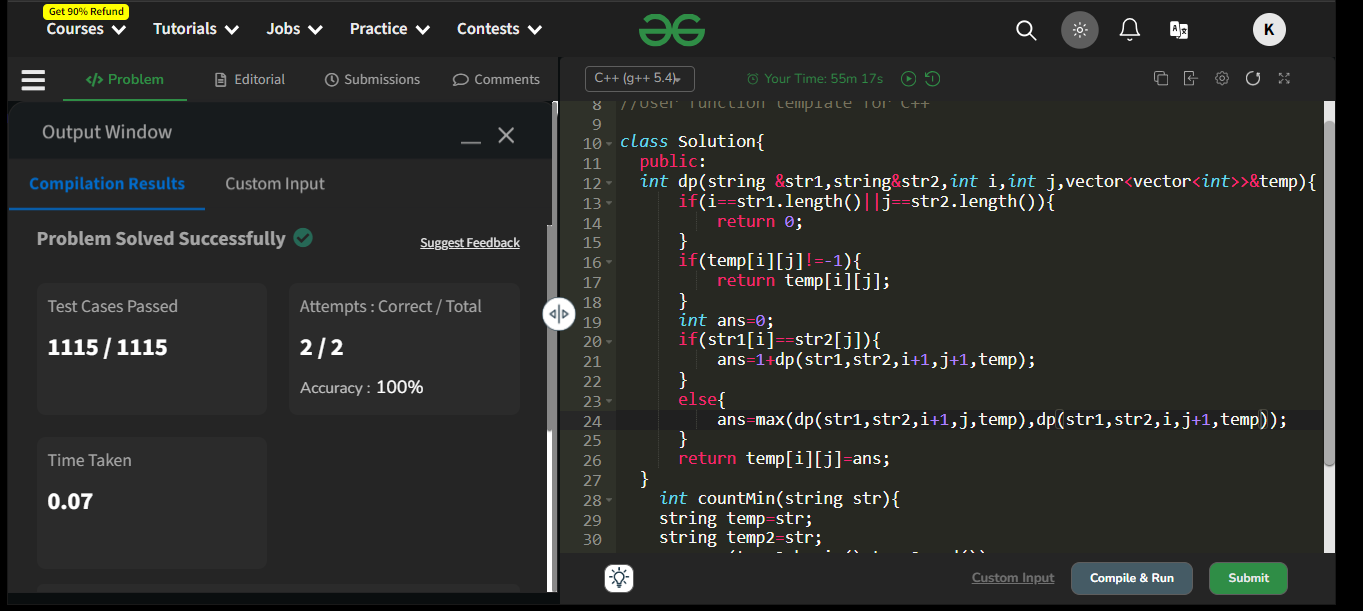 Get 90% Refund
Courses Tutorials Jobs Practice Contests
K
</> Problem Editorial Submissions Comments
C++ (g++ 5.4) Your Time: 55m 17s
Output Window
Compilation Results Custom Input
Problem Solved Successfully Suggest Feedback
Test Cases Passed Attempts : Correct / Total
1115 / 1115 2 / 2
Accuracy : 100%
Time Taken
0.07
8 //User function template for C++
9
10 class Solution{
11 public:
12 int dp(string &str1,string&str2,int i,int j,vector<vector<int>>&temp){
13 if(i==str1.length()||j==str2.length()){
14 return 0;
15 }
16 if(temp[i][j]!=-1){
17 return temp[i][j];
18 }
19 int ans=0;
20 if(str1[i]==str2[j]){
21 ans=1+dp(str1,str2,i+1,j+1,temp);
22 }
23 else{
24 ans=max(dp(str1,str2,i+1,j,temp),dp(str1,str2,i,j+1,temp));
25 }
26 return temp[i][j]=ans;
27 }
28 int countMin(string str){
29 string temp=str;
30 string temp2=str;
Custom Input Compile & Run Submit